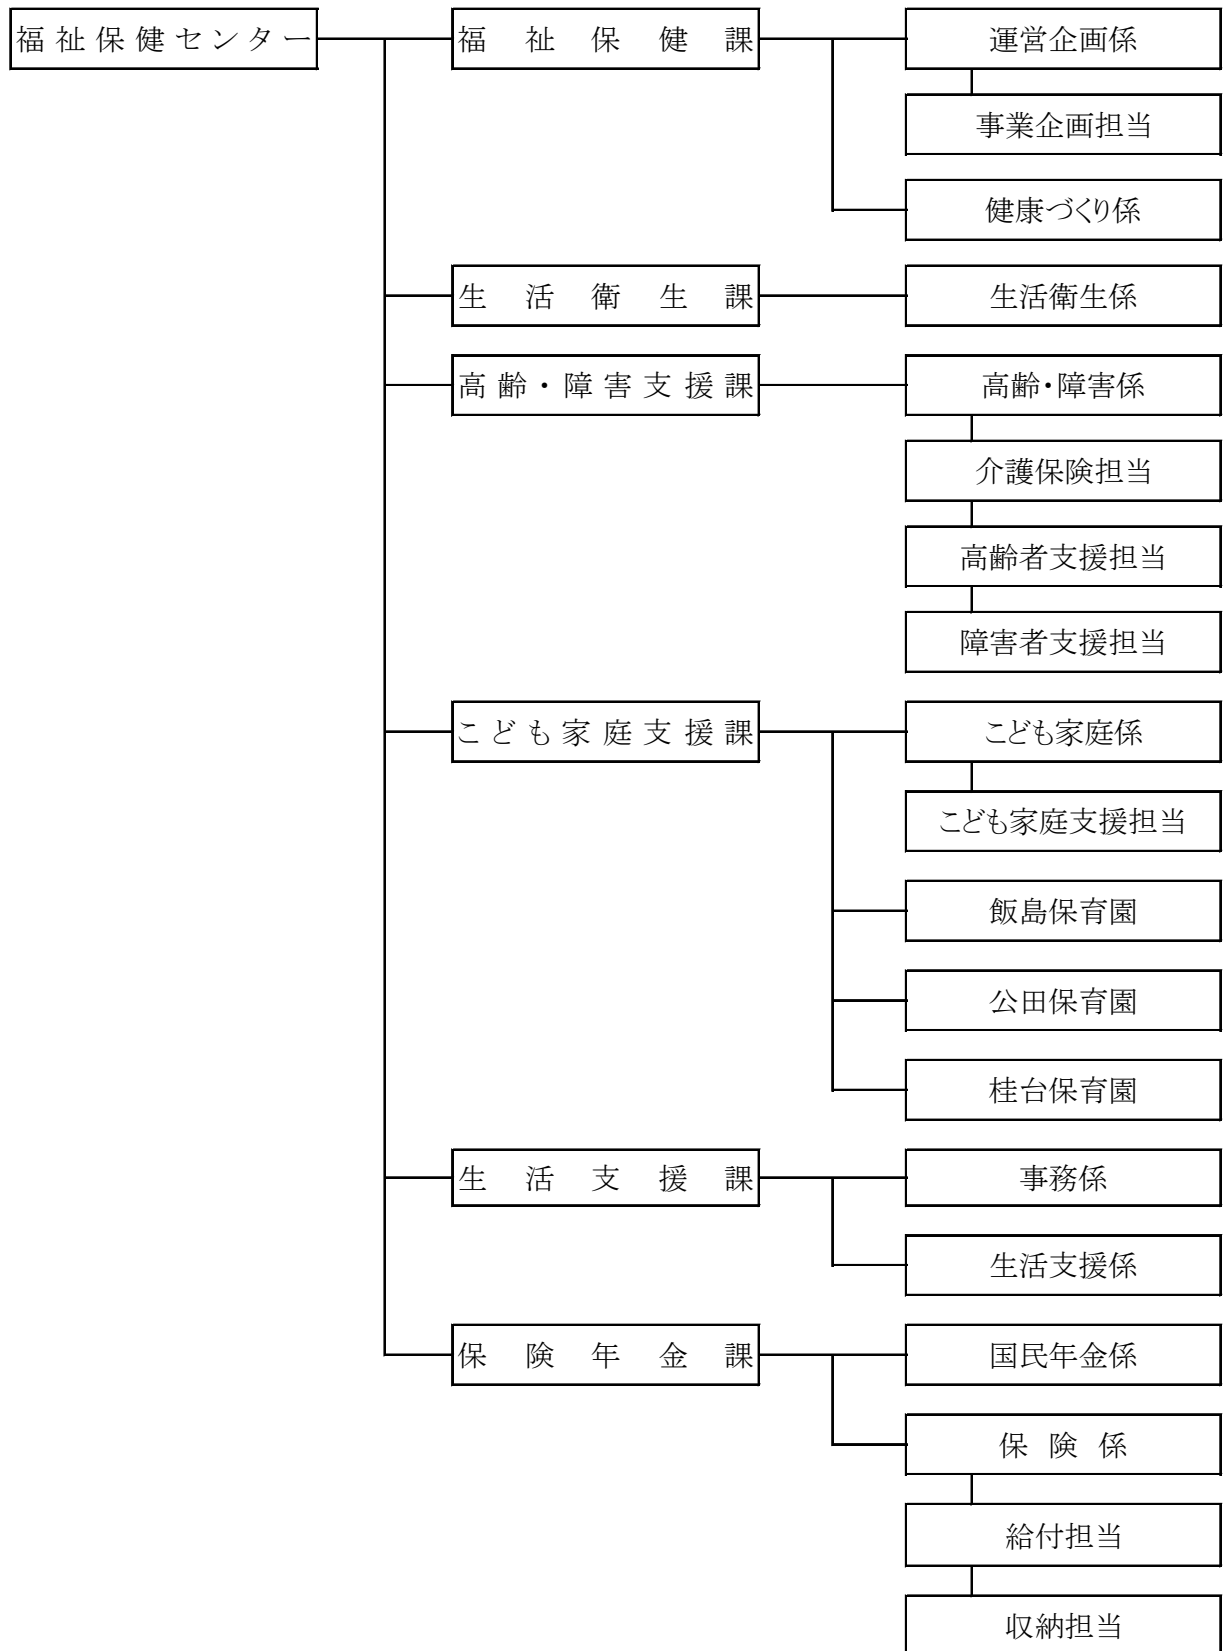 福祉保健センター
福祉保健課
運営企画係
事業企画担当
健康づくり係
生活衛生課
生活衛生係
高齢・障害支援課
高齢・障害係
介護保険担当
高齢者支援担当
障害者支援担当
こども家庭支援課
こども家庭係
こども家庭支援担当
飯島保育園
公田保育園
桂台保育園
生活支援課
事務係
生活支援係
保険年金課
国民年金係
保険係
給付担当
収納担当